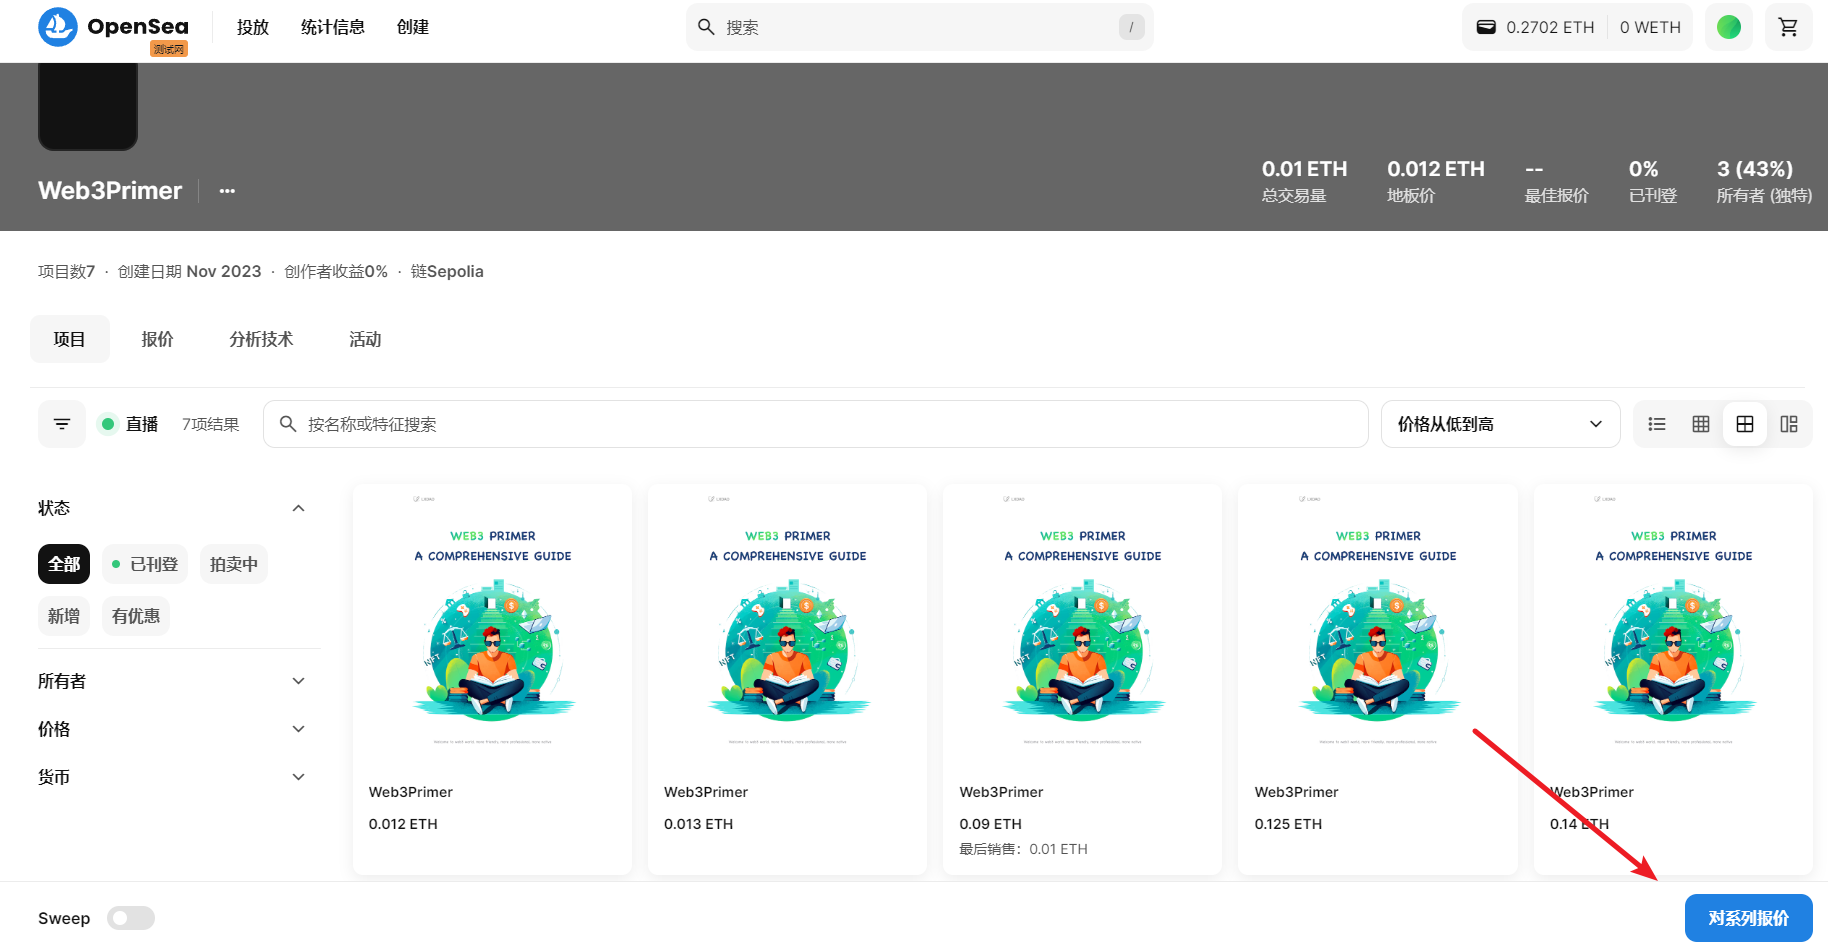 OpenSea
测试网
投放
统计信息
创建
搜索
/
0.2702 ETH
0 WETH
Web3Primer
0.01 ETH
总交易量
0.012 ETH
地板价
--
最佳报价
0%
已刊登
3 (43%)
所有者 (独特)
项目数7 · 创建日期 Nov 2023 · 创作者收益0% · 链Sepolia
项目
报价
分析技术
活动
直播
7项结果
按名称或特征搜索
价格从低到高
状态
全部
已刊登
拍卖中
新增
有优惠
所有者
价格
货币
WEB3 PRIMER
A COMPREHENSIVE GUIDE
NFT
Web3Primer
0.012 ETH
WEB3 PRIMER
A COMPREHENSIVE GUIDE
NFT
Web3Primer
0.013 ETH
WEB3 PRIMER
A COMPREHENSIVE GUIDE
NFT
Web3Primer
0.09 ETH
最后销售：0.01 ETH
WEB3 PRIMER
A COMPREHENSIVE GUIDE
NFT
Web3Primer
0.125 ETH
WEB3 PRIMER
A COMPREHENSIVE GUIDE
NFT
Web3Primer
0.14 ETH
Sweep
对系列报价